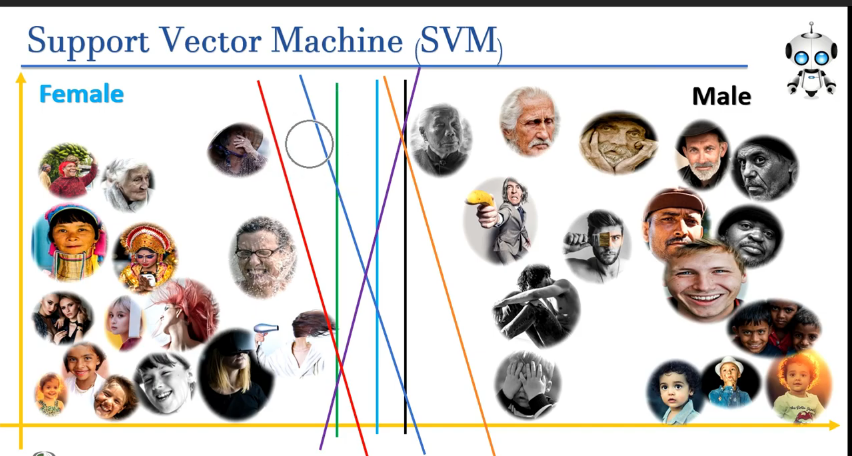 Support Vector Machine (SVM)
Female
Male